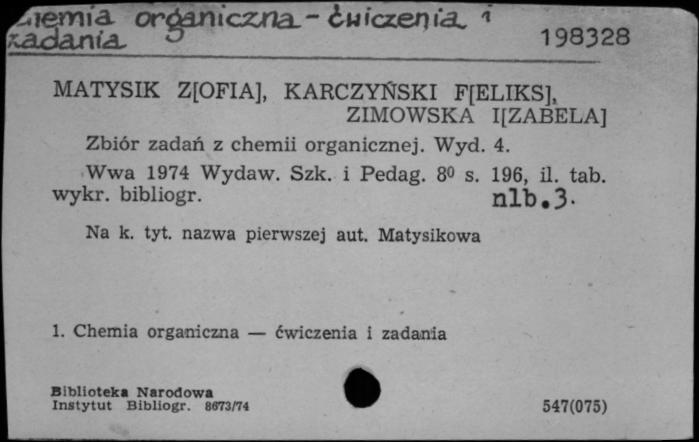 Chemia organiczna - ćwiczenia i
zadania
198328
MATYSIK Z[OFIA], KARCZYŃSKI F[ELIKS],
ZIMOWSKA I[ZABELA]
Zbiór zadań z chemii organicznej. Wyd. 4.
Wwa 1974 Wydaw. Szk. i Pedag. 8⁰ s. 196, il. tab.
wykr. bibliogr. nlb.3.
Na k. tyt. nazwa pierwszej aut. Matysikowa
1. Chemia organiczna — ćwiczenia i zadania
Biblioteka Narodowa
Instytut Bibliogr. 8673/74
547(075)